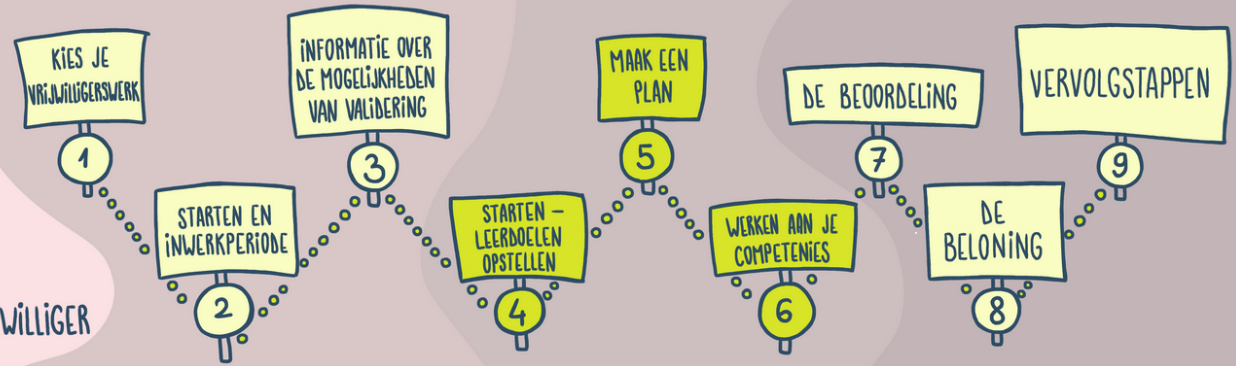 KIES JE
VRIJWILLIGERSWERK
1
STARTEN EN
INWERKPERIODE
2
INFORMATIE OVER
DE MOGELIJKHEDEN
VAN VALIDERING
3
STARTEN –
LEERDOELEN
OPSTELLEN
4
MAAK EEN
PLAN
5
WERKEN AAN JE
COMPETENIES
6
DE BEOORDELING
7
DE
BELONING
8
VERVOLGSTAPPEN
9
WILLIGER